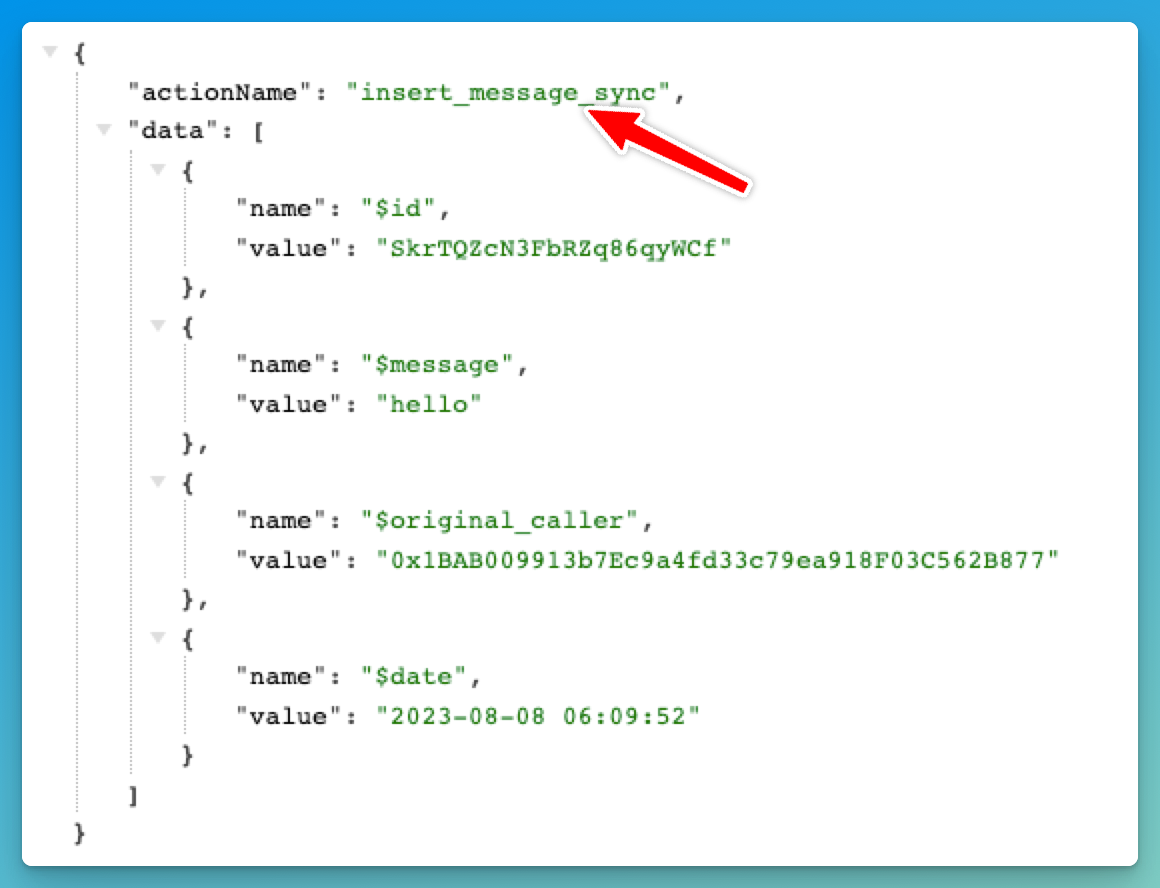 {
"actionName": "insert_message_sync",
"data": [
{
"name": "$id",
"value": "SkrTQZcN3FbRZq86qyWCf"
},
{
"name": "$message",
"value": "hello"
},
{
"name": "$original_caller",
"value": "0x1BAB009913b7Ec9a4fd33c79ea918F03C562B877"
},
{
"name": "$date",
"value": "2023-08-08 06:09:52"
}
]
}